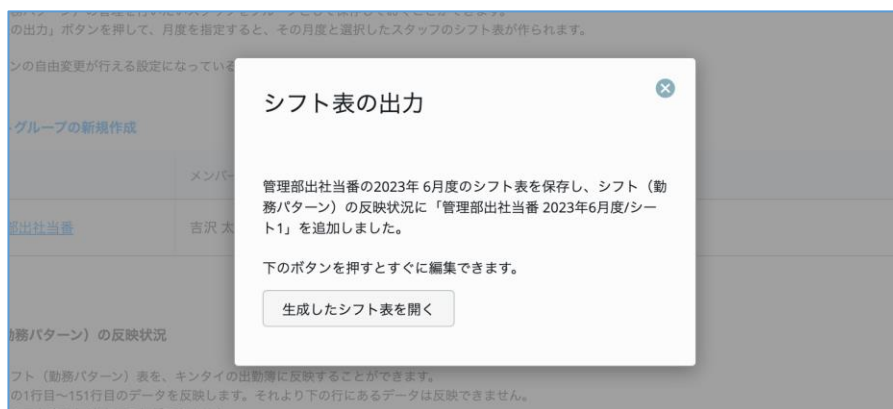 の出力」ボタンを押して、月度を指定すると、その月度と選択したスタッフのシフト表が作られます。
ンの自由変更が行える設定になっている
シフト表の出力
グループの新規作成
メンバー
管理部出社当番の2023年 6月度のシフト表を保存し、シフト（勤
務パターン）の反映状況に「管理部出社当番 2023年6月度/シー
ト1」を追加しました。
部出社当番
吉沢 太
下のボタンを押すとすぐに編集できます。
生成したシフト表を開く
務パターン）の反映状況
フト（勤務パターン）表を、キンタイの出勤簿に反映することができます。
の1行目〜151行目のデータを反映します。それより下の行にあるデータは反映できません。